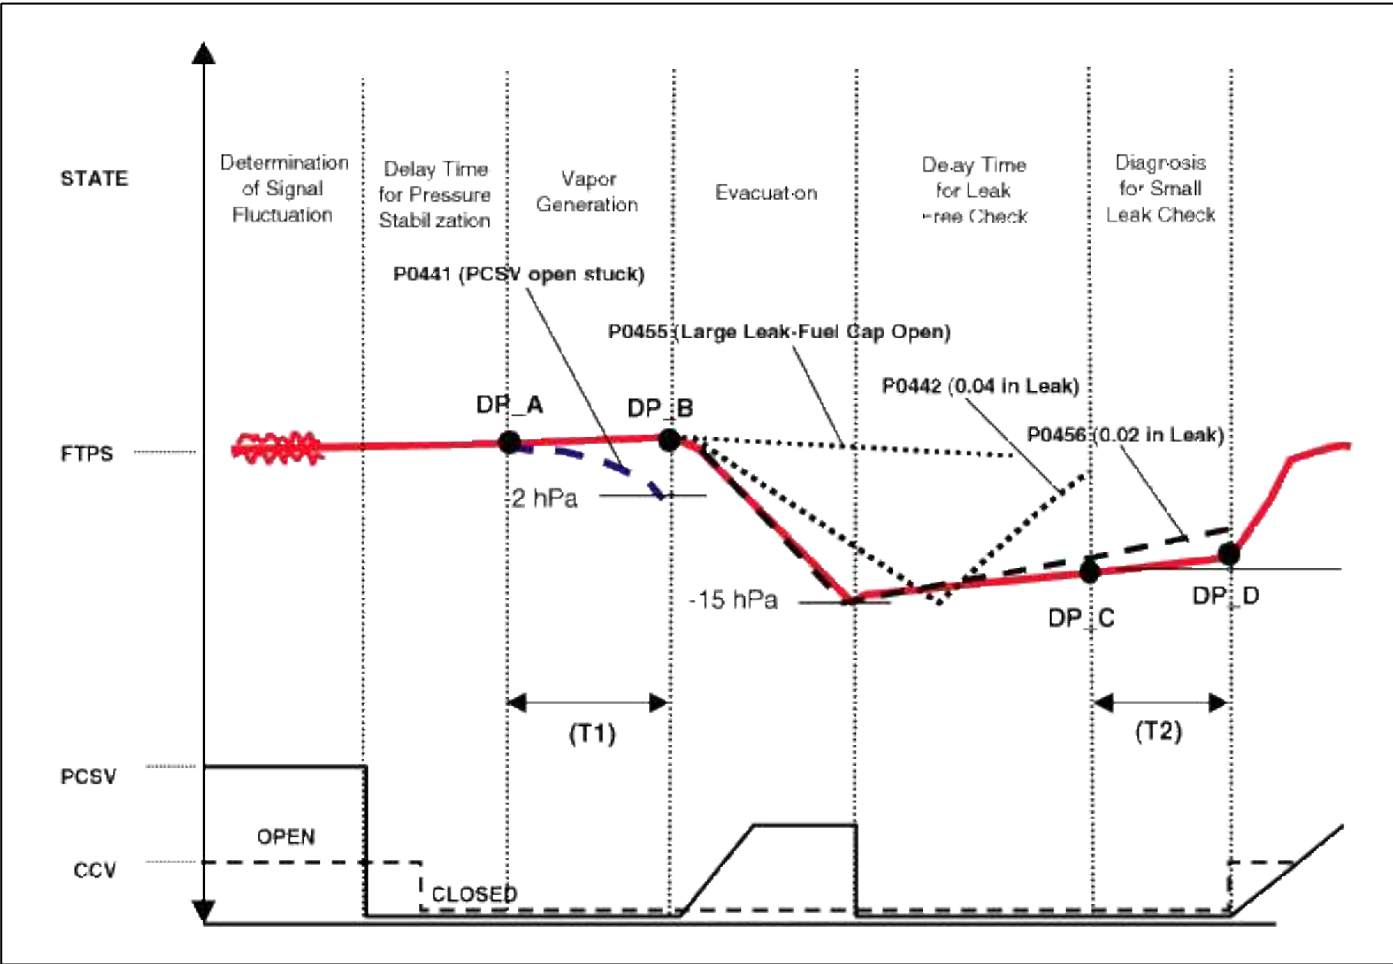 STATE
Determination
of Signal
Fluctuation
Delay Time
for Pressure
Stabilization
Vapor
Generation
Evacuation
Delay Time
for Leak
Free Check
Diagnosis
for Small
Leak Check
P0441 (PCSV open stuck)
P0455 (Large Leak-Fuel Cap Open)
P0442 (0.04 in Leak)
DP_A
DP_B
P0456 (0.02 in Leak)
FTPS
2 hPa
-15 hPa
DP_C
DP_D
(T1)
(T2)
PCSV
OPEN
CCV
CLOSED